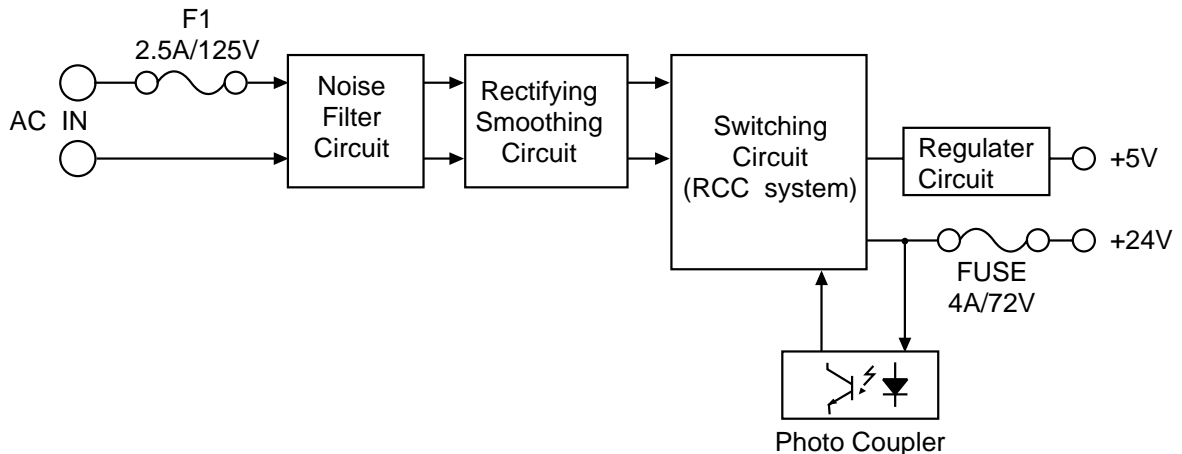 F1
2.5A/125V
AC IN
Noise
Filter
Circuit
Rectifying
Smoothing
Circuit
Switching
Circuit
(RCC system)
Regulater
Circuit
+5V
+24V
FUSE
4A/72V
Photo Coupler